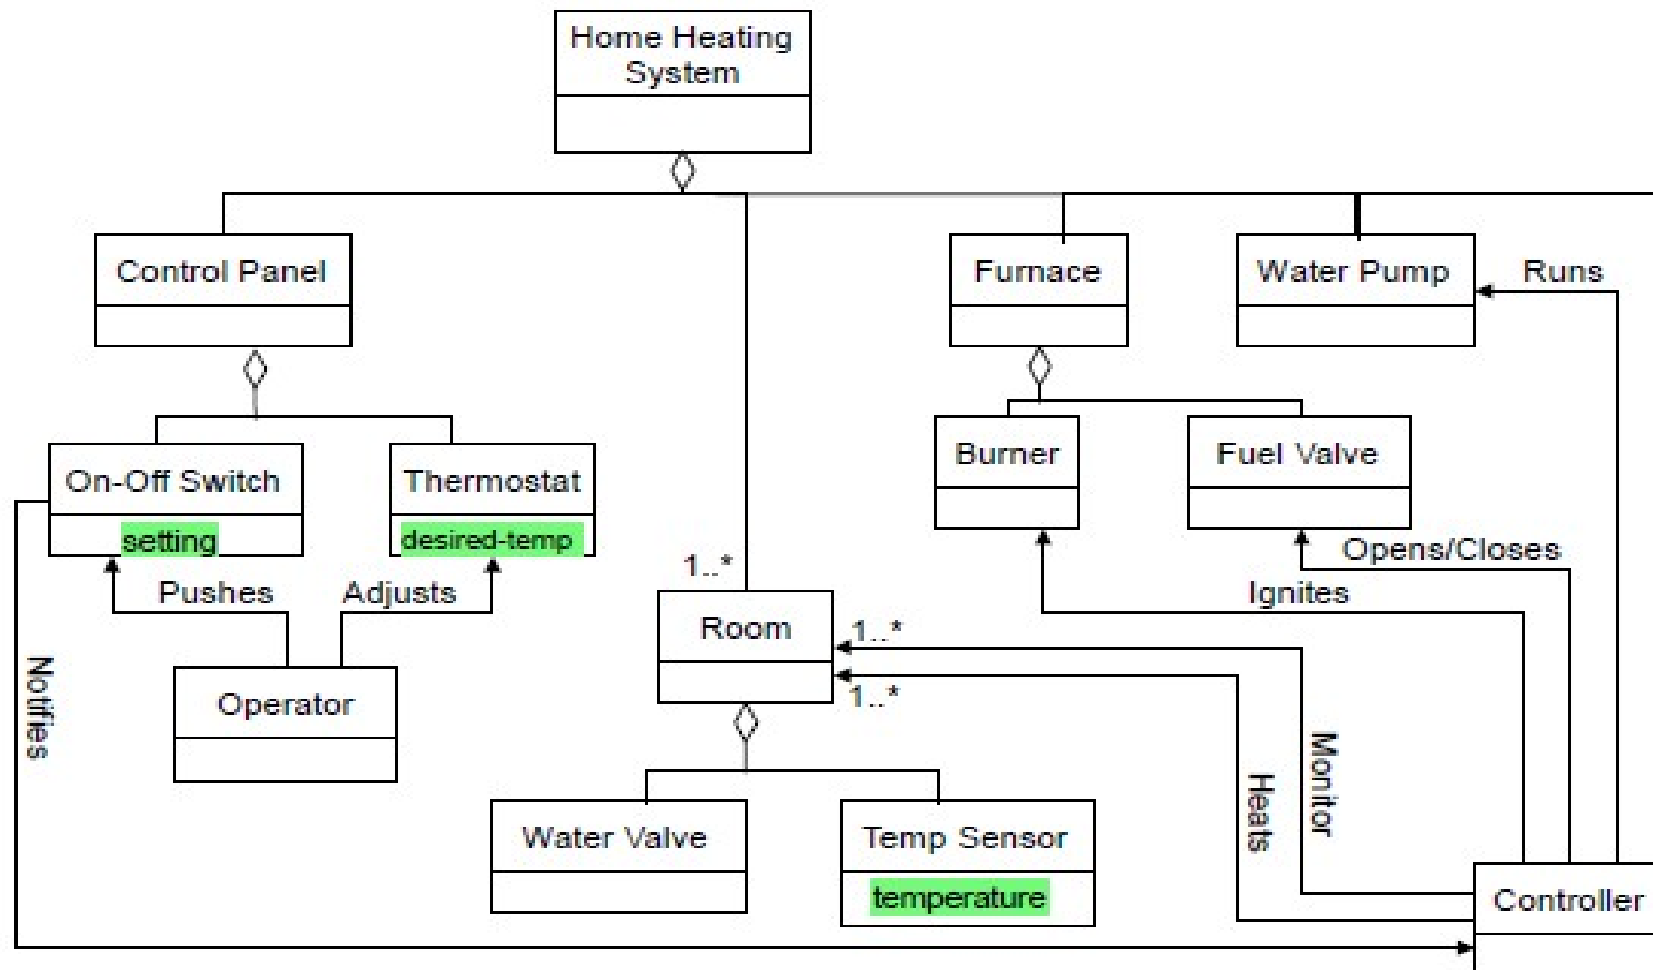 Home Heating
System
Control Panel
Furnace
Water Pump
Runs
On-Off Switch
Thermostat
Burner
Fuel Valve
setting
desired-temp
Opens/Closes
1..*
Pushes
Adjusts
Ignites
Room
1..*
1..*
Notifies
Operator
Monitor
Heats
Water Valve
Temp Sensor
temperature
Controller